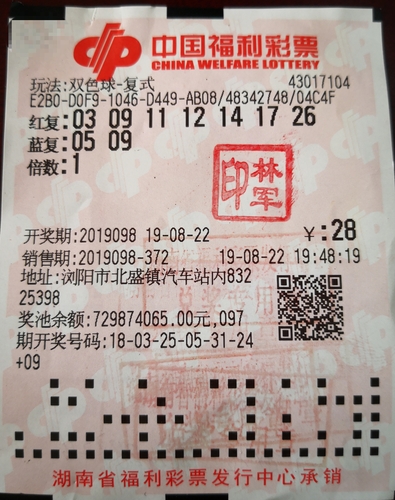 中国福利彩票
CHINA WELFARE LOTTERY
玩法:双色球-复式 43017104
E2B0-D0F9-1046-D449-AB08/48342748/04C4F
红复:03 09 11 12 14 17 26
蓝复:05 09
倍数:1
林军印
开奖期:2019098 19-08-22 ¥:28
销售期:2019098-372 19-08-22 19:48:19
地址:浏阳市北盛镇汽车站内832
25398
奖池余额:729874065.00元,097
期开奖号码:18-03-25-05-31-24
+09
湖南省福利彩票发行中心承销